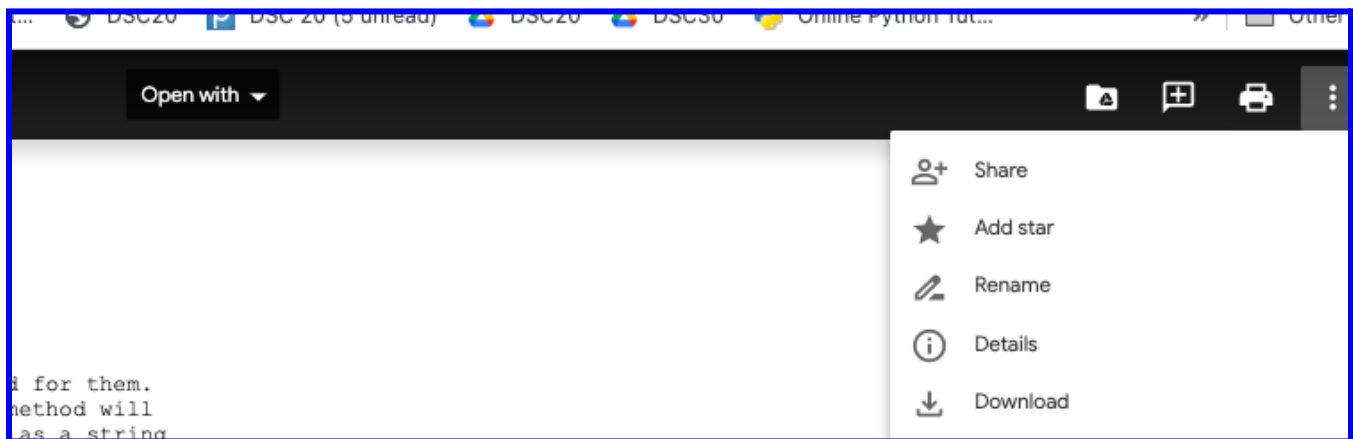 t... DSC20 DSC 20 (5 unread) DSC20 DSC30 Online Python Tut... » Other
Open with
Share
Add star
Rename
Details
Download
d for them.
method will
as a string